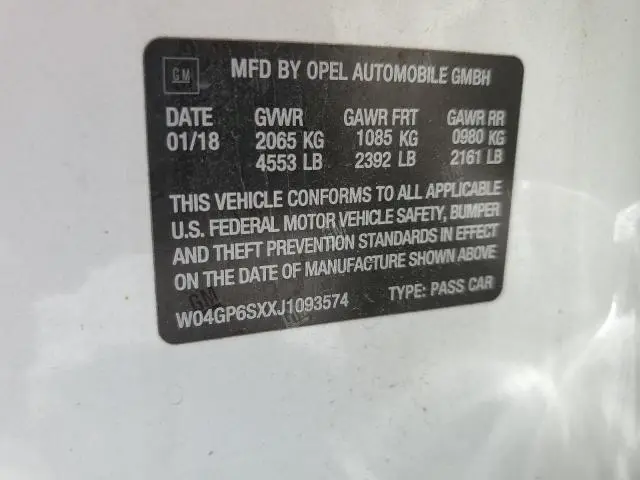 GM MFD BY OPEL AUTOMOBILE GMBH
DATE GVWR GAWR FRT GAWR RR
01/18 2065 KG 1085 KG 0980 KG
4553 LB 2392 LB 2161 LB
THIS VEHICLE CONFORMS TO ALL APPLICABLE
U.S. FEDERAL MOTOR VEHICLE SAFETY, BUMPER
AND THEFT PREVENTION STANDARDS IN EFFECT
ON THE DATE OF MANUFACTURE SHOWN ABOVE
GM
W04GP6SXXJ1093574 TYPE: PASS CAR